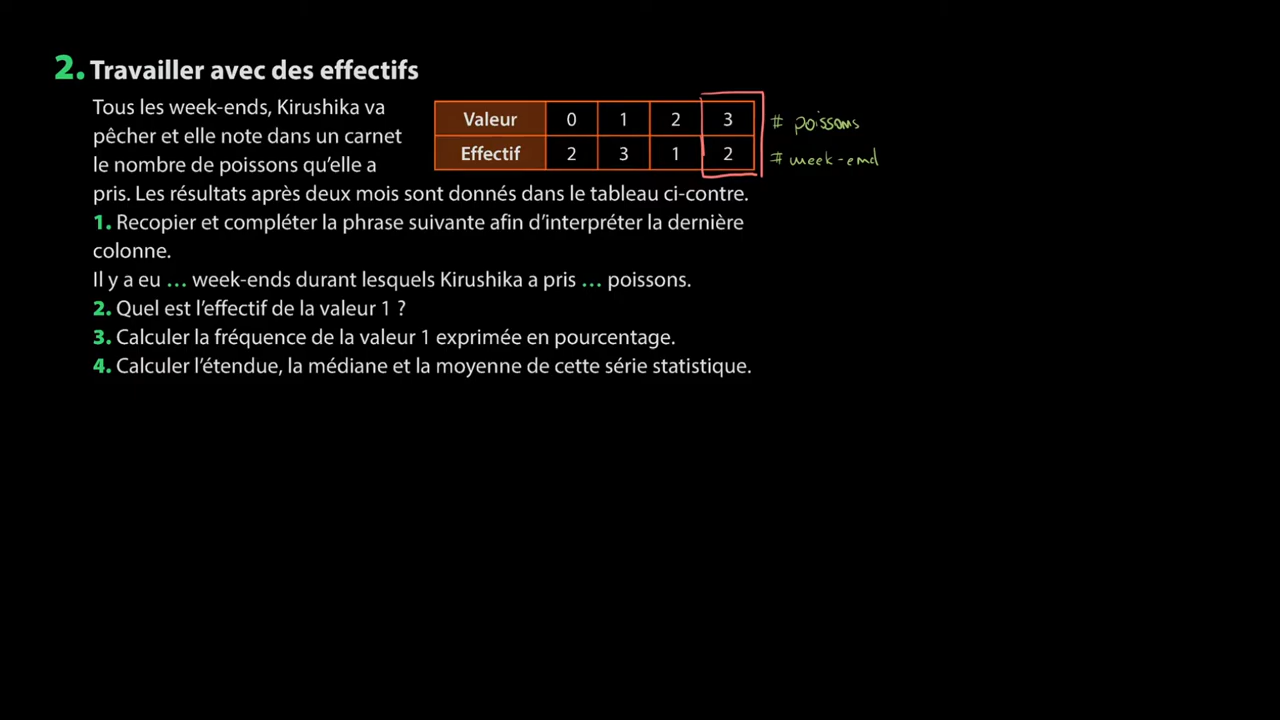 2. Travailler avec des effectifs
Tous les week-ends, Kirushika va
pêcher et elle note dans un carnet
le nombre de poissons qu’elle a
pris. Les résultats après deux mois sont donnés dans le tableau ci-contre.
Valeur 0 1 2 3 # poissons
Effectif 2 3 1 2 # week-end
1. Recopier et compléter la phrase suivante afin d’interpréter la dernière
colonne.
Il y a eu … week-ends durant lesquels Kirushika a pris … poissons.
2. Quel est l’effectif de la valeur 1 ?
3. Calculer la fréquence de la valeur 1 exprimée en pourcentage.
4. Calculer l’étendue, la médiane et la moyenne de cette série statistique.